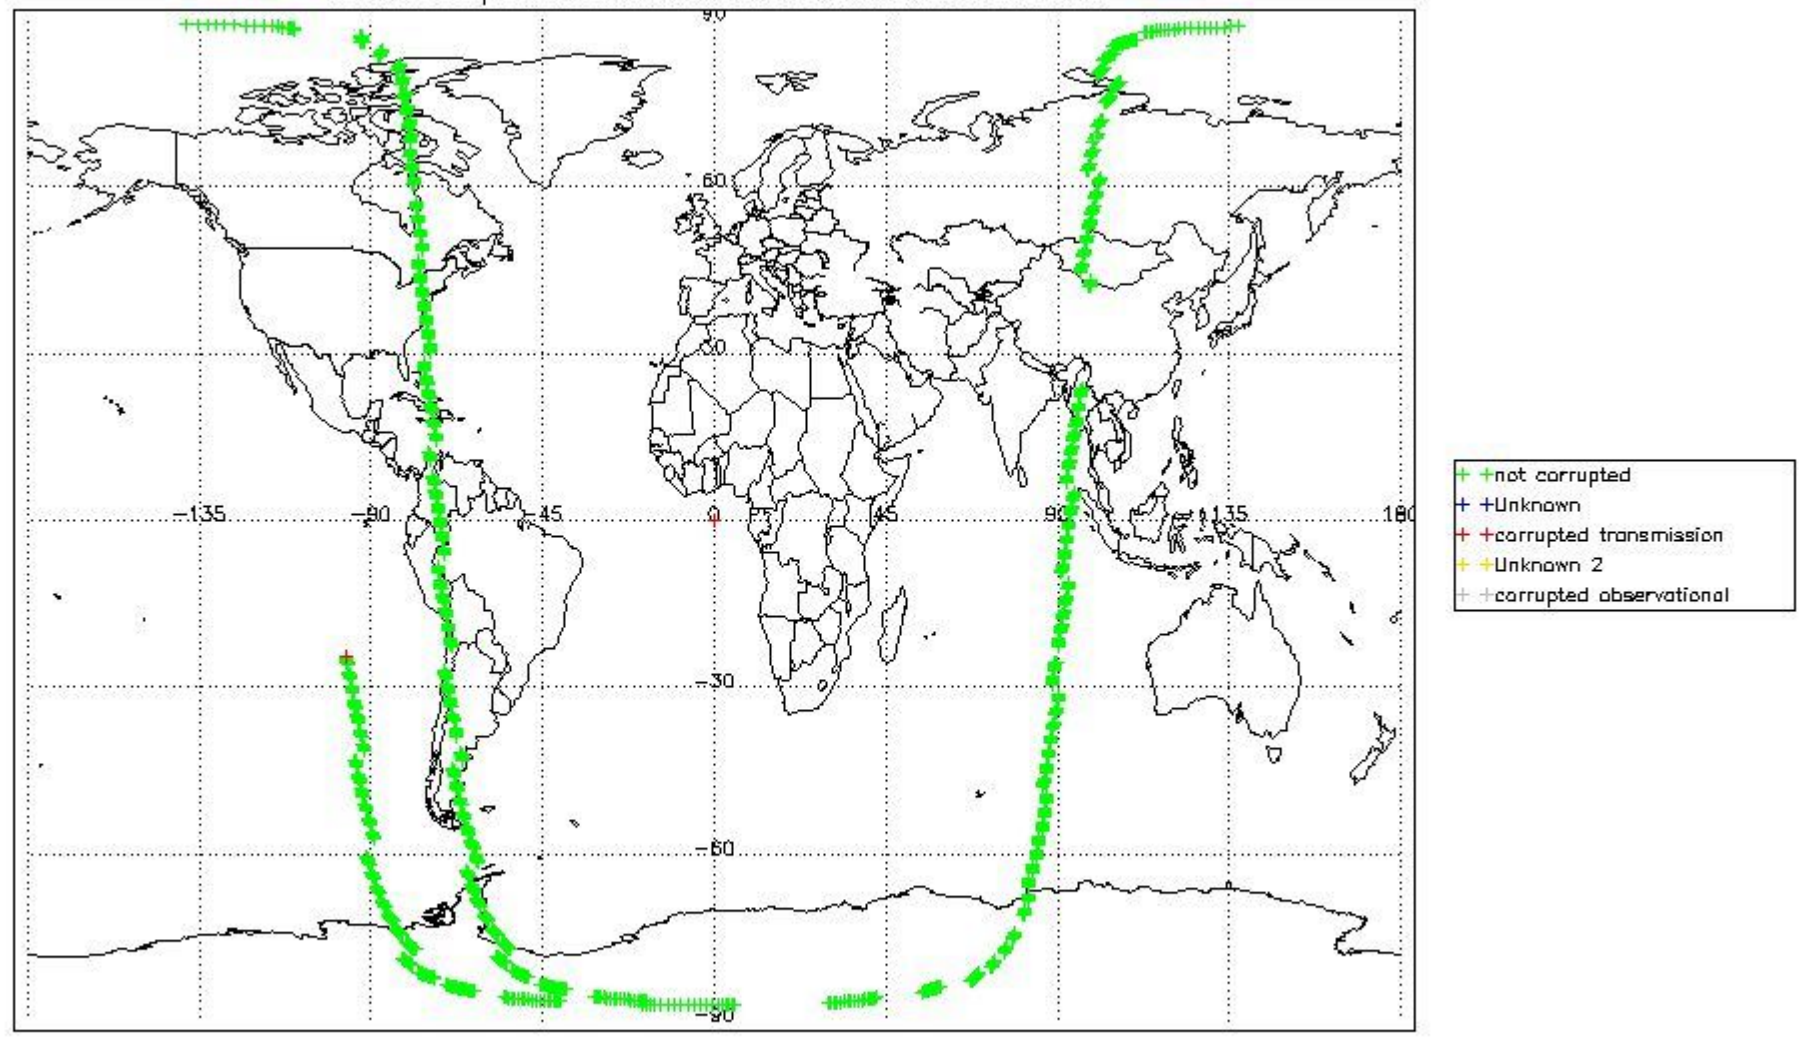 90
60
30
-135 -90 -45 0 45 90 135 180
-30
-60
-90
not corrupted
Unknown
corrupted transmission
Unknown 2
corrupted observational